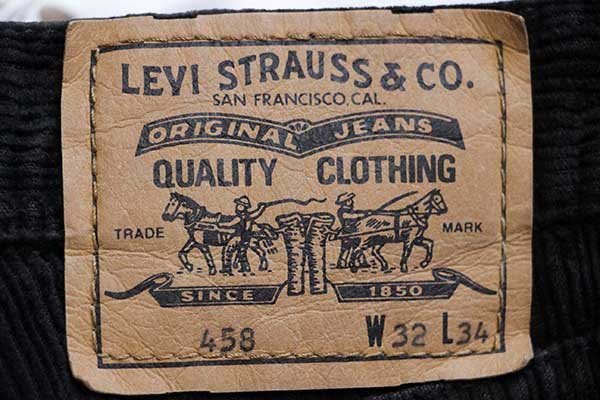 LEVI STRAUSS & CO.
SAN FRANCISCO, CAL.
ORIGINAL JEANS
QUALITY CLOTHING
TRADE MARK
SINCE 1850
458 W 32 L 34